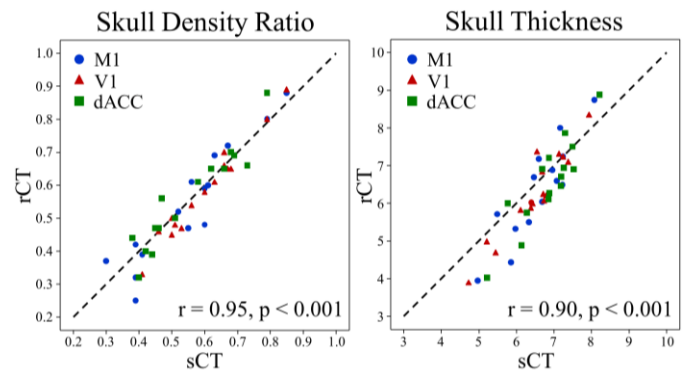 Skull Density Ratio
1.0
0.9
0.8
0.7
0.6
0.5
0.4
0.3
0.2
rCT
M1
V1
dACC
r = 0.95, p < 0.001
0.2 0.3 0.4 0.5 0.6 0.7 0.8 0.9 1.0
sCT
Skull Thickness
10
9
8
7
6
5
4
3
rCT
M1
V1
dACC
r = 0.90, p < 0.001
3 4 5 6 7 8 9 10
sCT